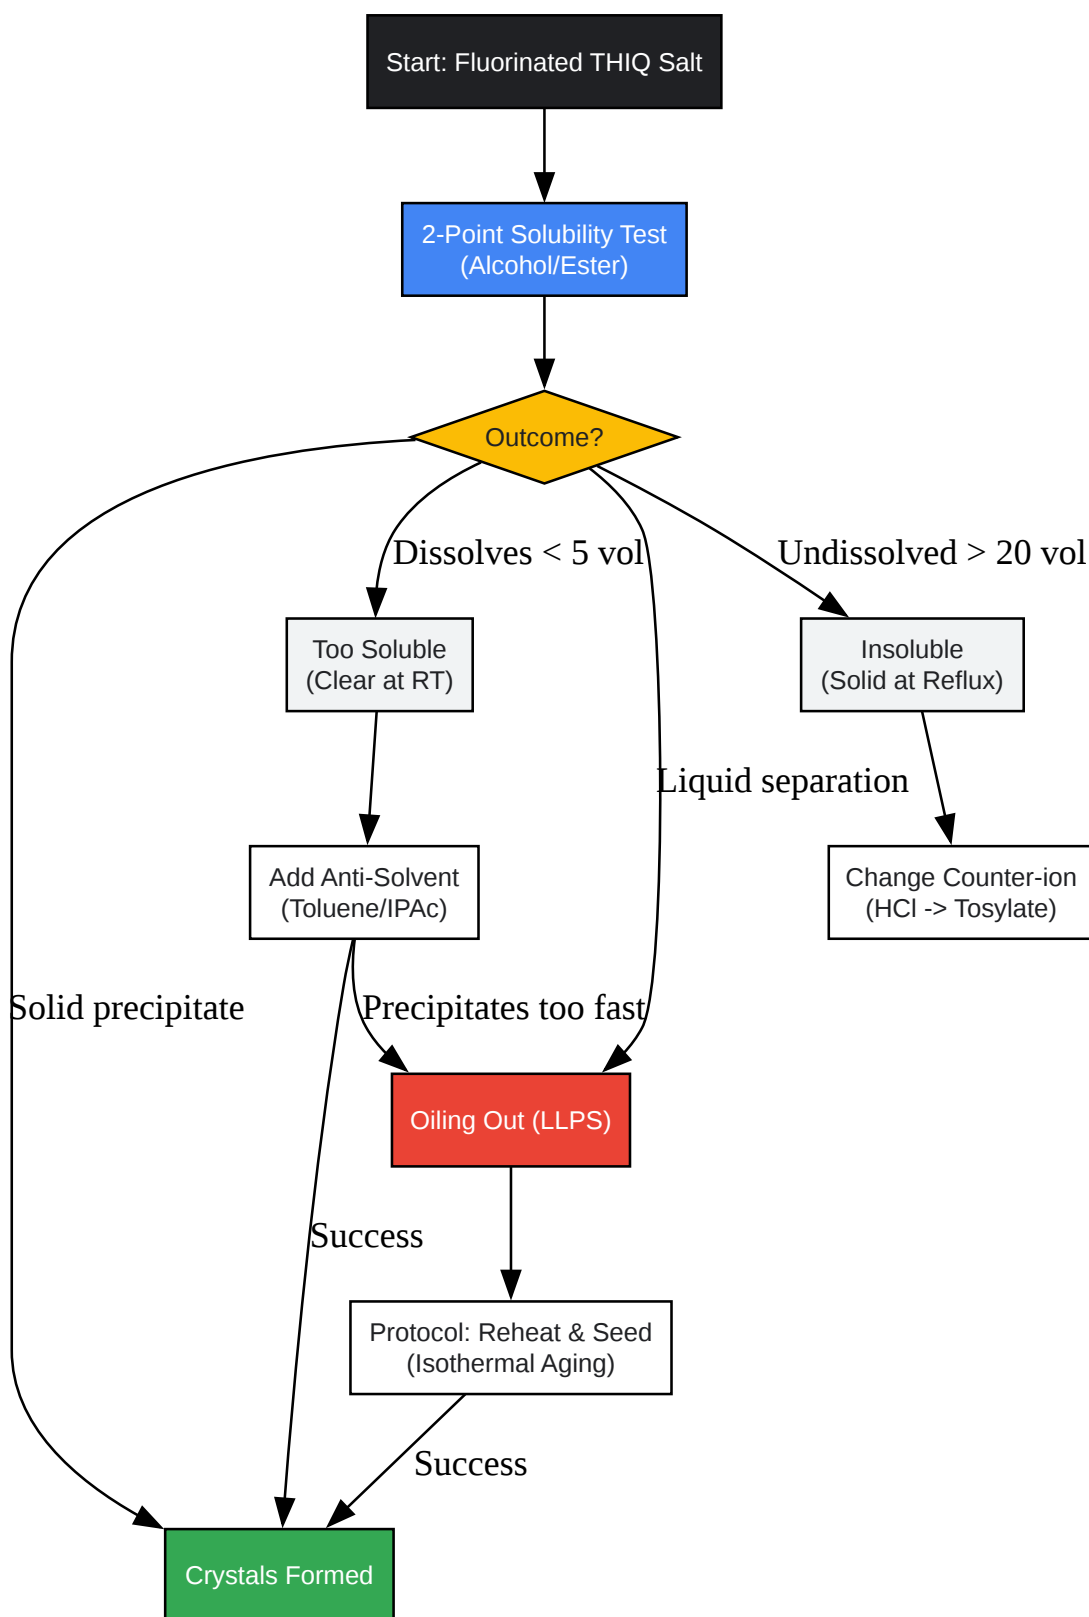 Start: Fluorinated THIQ Salt
2-Point Solubility Test
(Alcohol/Ester)
Outcome?
Dissolves < 5 vol
Undissolved > 20 vol
Too Soluble
(Clear at RT)
Insoluble
(Solid at Reflux)
Liquid separation
Add Anti-Solvent
(Toluene/IPAc)
Change Counter-ion
(HCl -> Tosylate)
Solid precipitate
Precipitates too fast
Oiling Out (LLPS)
Success
Protocol: Reheat & Seed
(Isothermal Aging)
Success
Crystals Formed